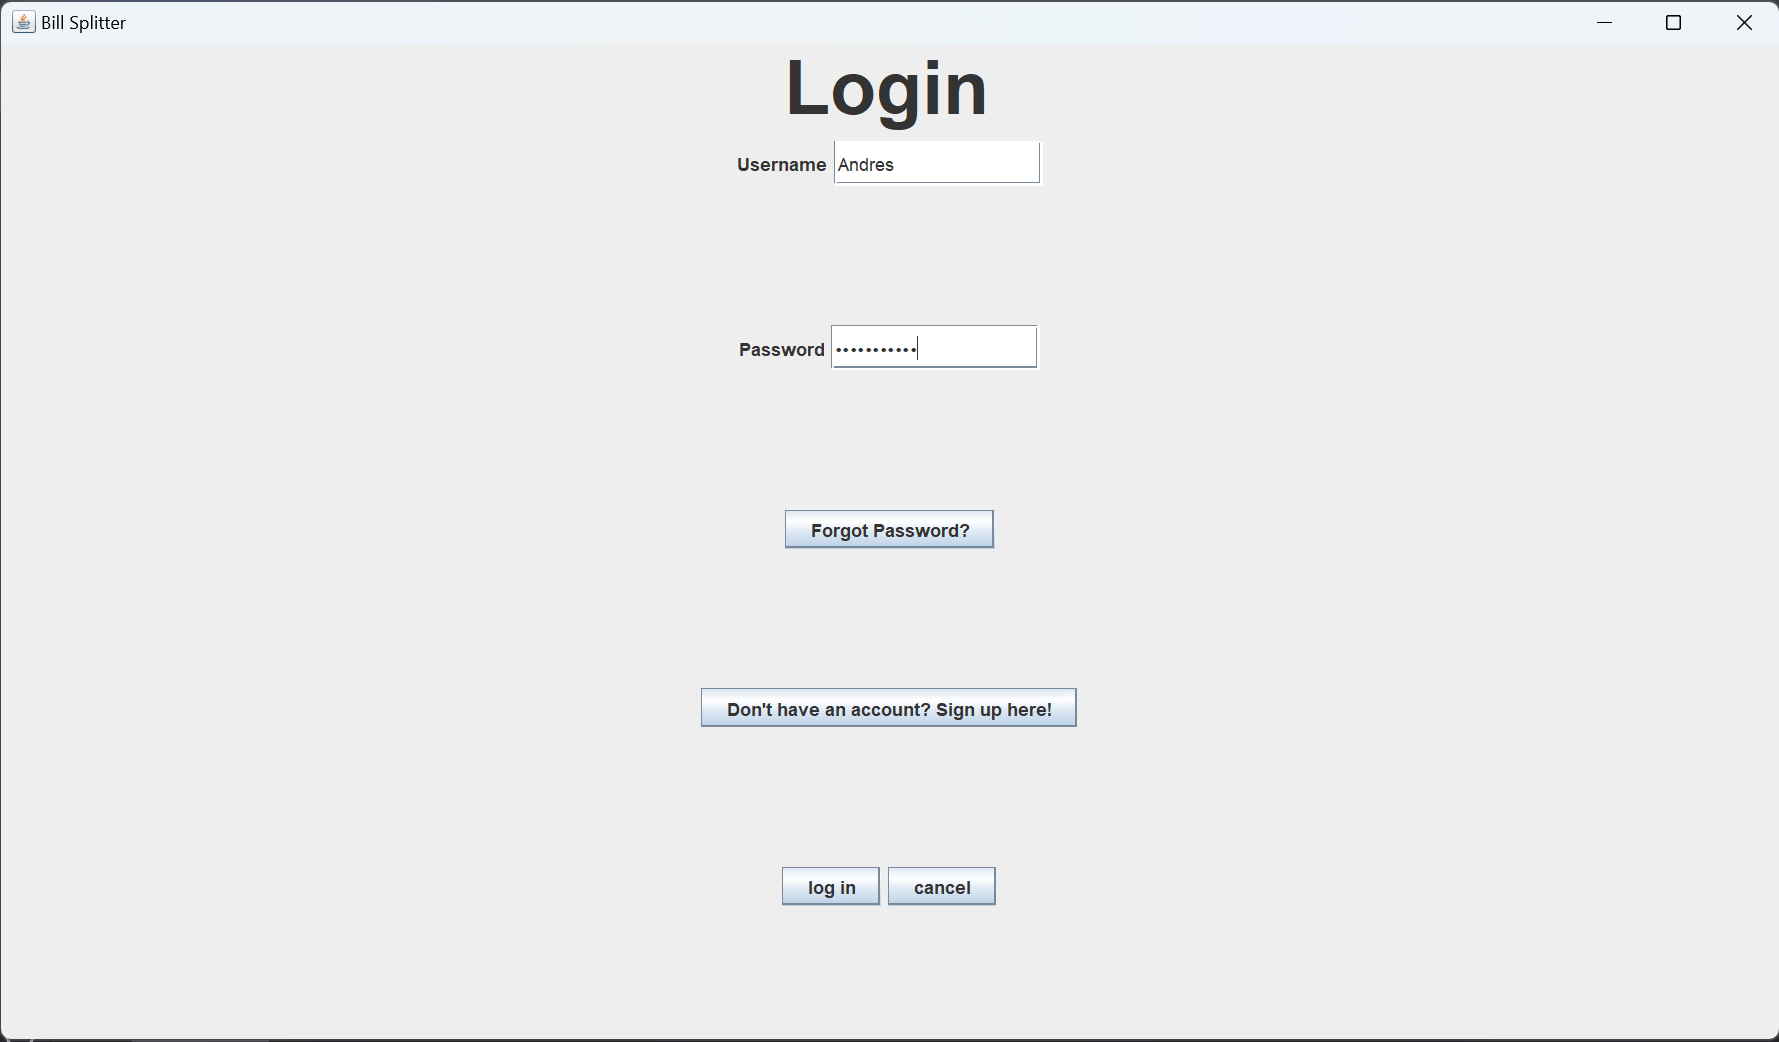 Bill Splitter
Login
Username Andres
Password •••••••••••
Forgot Password?
Don't have an account? Sign up here!
log in cancel